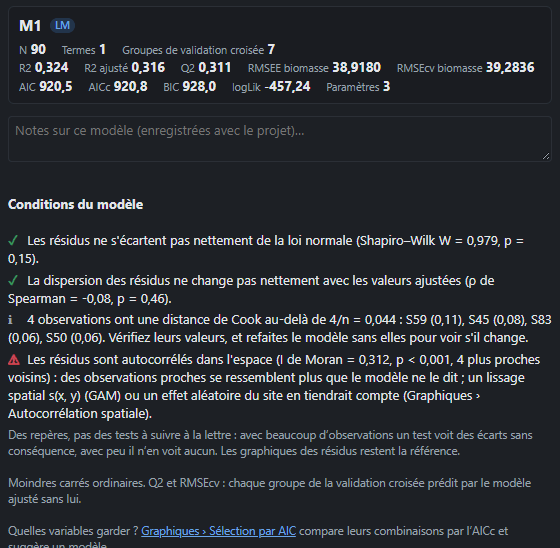 M1 LM
N 90 Termes 1 Groupes de validation croisée 7
R2 0,324 R2 ajusté 0,316 Q2 0,311 RMSEE biomasse 38,9180 RMSEcv biomasse 39,2836
AIC 920,5 AICc 920,8 BIC 928,0 logLik -457,24 Paramètres 3
Notes sur ce modèle (enregistrées avec le projet)...
Conditions du modèle
✓ Les résidus ne s'écartent pas nettement de la loi normale (Shapiro–Wilk W = 0,979, p =
0,15).
✓ La dispersion des résidus ne change pas nettement avec les valeurs ajustées (ρ de
Spearman = -0,08, p = 0,46).
ℹ 4 observations ont une distance de Cook au-delà de 4/n = 0,044 : S59 (0,11), S45 (0,08), S83
(0,06), S50 (0,06). Vérifiez leurs valeurs, et refaites le modèle sans elles pour voir s'il change.
⚠ Les résidus sont autocorrélés dans l'espace (I de Moran = 0,312, p < 0,001, 4 plus proches
voisins) : des observations proches se ressemblent plus que le modèle ne le dit ; un lissage
spatial s(x, y) (GAM) ou un effet aléatoire du site en tiendrait compte (Graphiques ›
Autocorrélation spatiale).
Des repères, pas des tests à suivre à la lettre : avec beaucoup d’observations un test voit des écarts sans
conséquence, avec peu il n’en voit aucun. Les graphiques des résidus restent la référence.
Moindres carrés ordinaires. Q2 et RMSEcv : chaque groupe de la validation croisée prédit par le modèle
ajusté sans lui.
Quelles variables garder ? Graphiques › Sélection par AIC compare leurs combinaisons par l’AICc et
suggère un modèle.